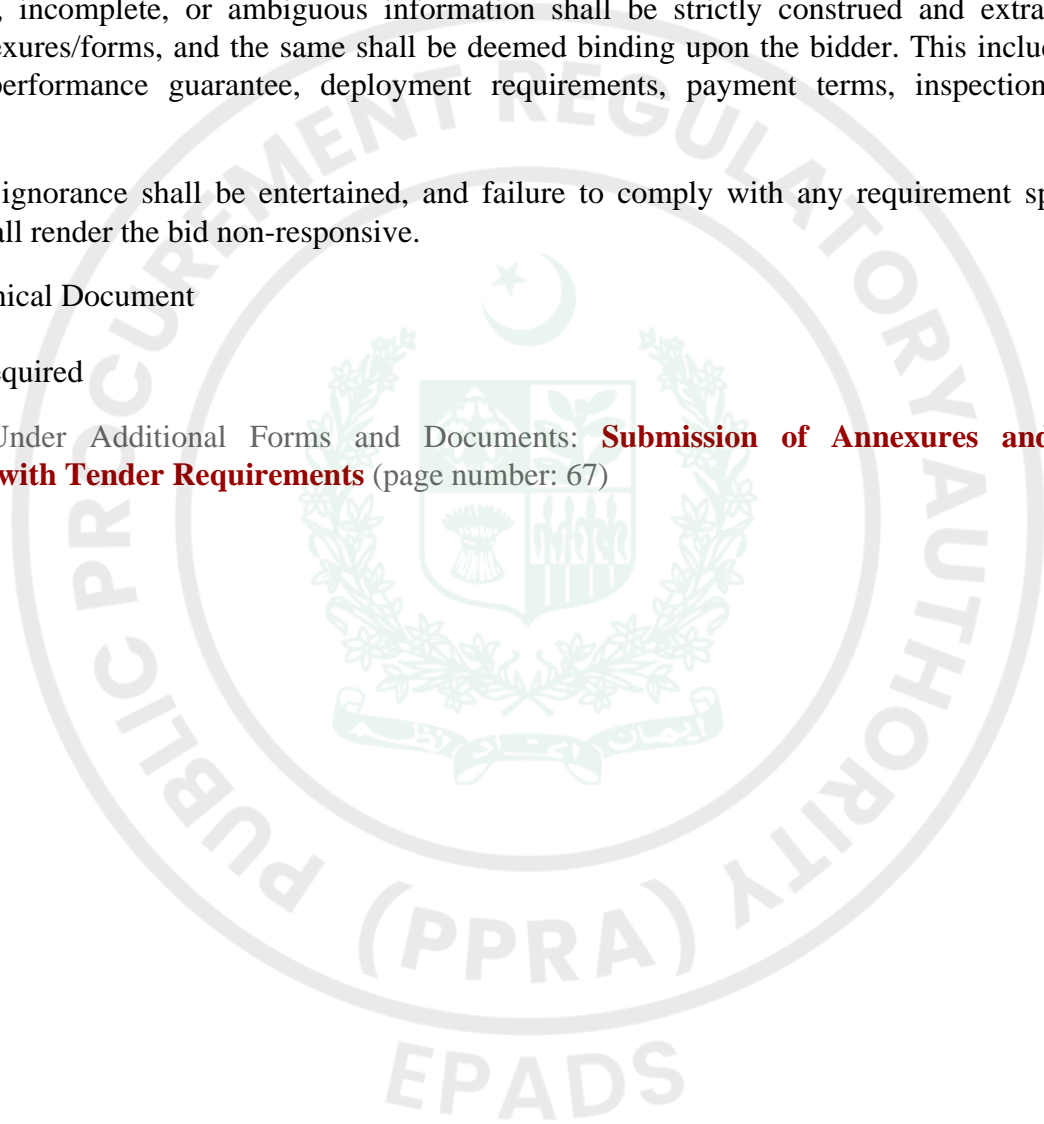 , incomplete, or ambiguous information shall be strictly construed and extra
exures/forms, and the same shall be deemed binding upon the bidder. This includ
performance guarantee, deployment requirements, payment terms, inspection
ignorance shall be entertained, and failure to comply with any requirement sp
all render the bid non-responsive.
nical Document
equired
Under Additional Forms and Documents: Submission of Annexures and
with Tender Requirements (page number: 67)
PUBLIC PROCUREMENT REGULATORY AUTHORITY
(PPRA)
EPADS